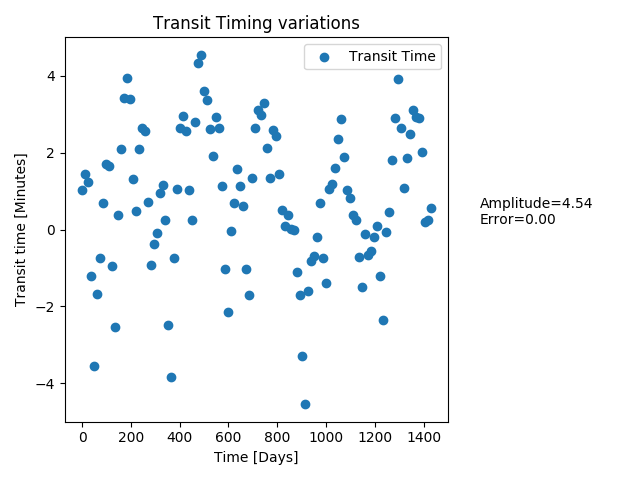 Transit Timing variations
Transit Time
4
2
0
−2
−4
Transit time [Minutes]
0 200 400 600 800 1000 1200 1400
Time [Days]
Amplitude=4.54
Error=0.00